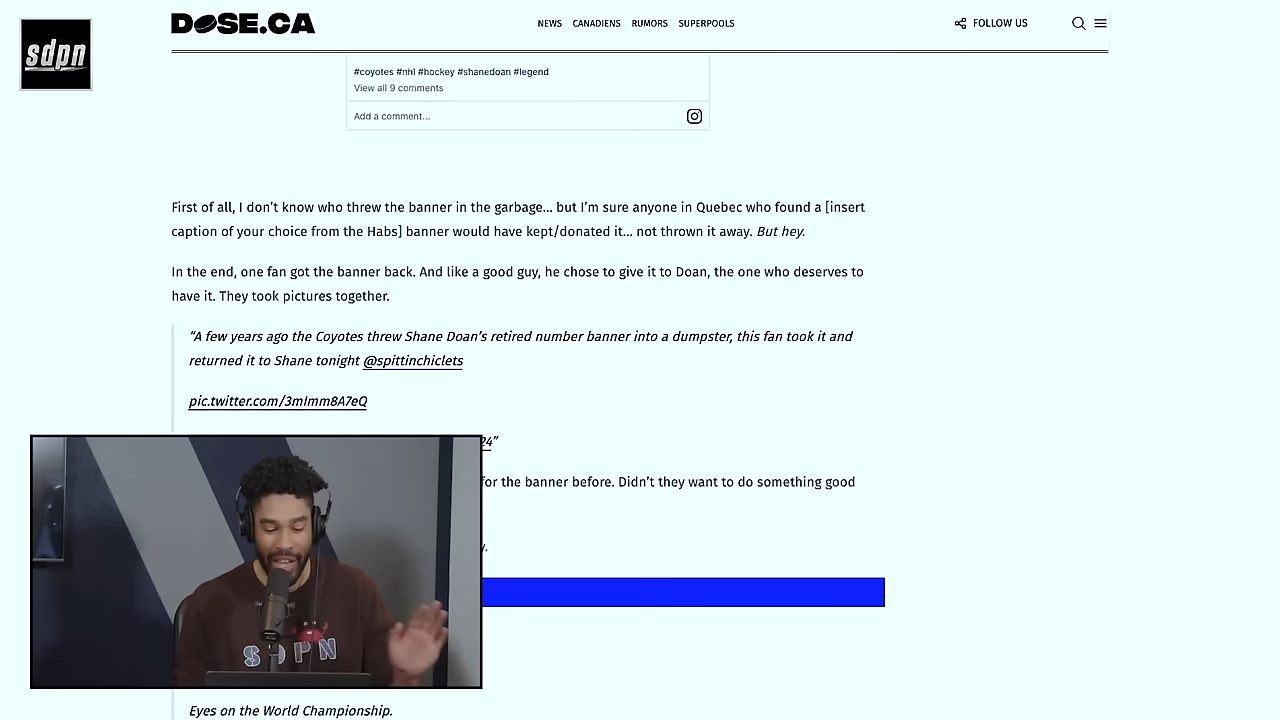 sdpn
DOSE.CA
NEWS CANADIENS RUMORS SUPERPOOLS
FOLLOW US
#coyotes #nhl #hockey #shanedoan #legend
View all 9 comments
Add a comment...
First of all, I don’t know who threw the banner in the garbage… but I’m sure anyone in Quebec who found a [insert
caption of your choice from the Habs] banner would have kept/donated it… not thrown it away. But hey.
In the end, one fan got the banner back. And like a good guy, he chose to give it to Doan, the one who deserves to
have it. They took pictures together.
“A few years ago the Coyotes threw Shane Doan’s retired number banner into a dumpster, this fan took it and
returned it to Shane tonight @spittinchiclets
pic.twitter.com/3mImm8A7eQ
24”
for the banner before. Didn’t they want to do something good
SDPN
Eyes on the World Championship.